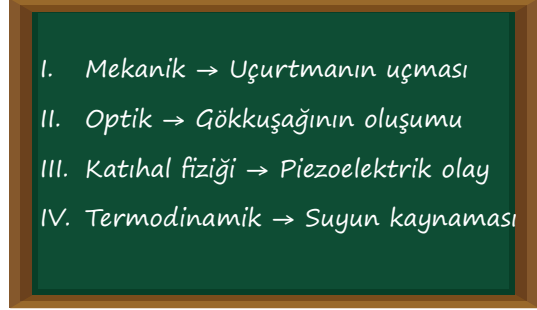 I. Mekanik → Uçurtmanın uçması
II. Optik → Gökkuşağının oluşumu
III. Katıhal fiziği → Piezoelektrik olay
IV. Termodinamik → Suyun kaynaması